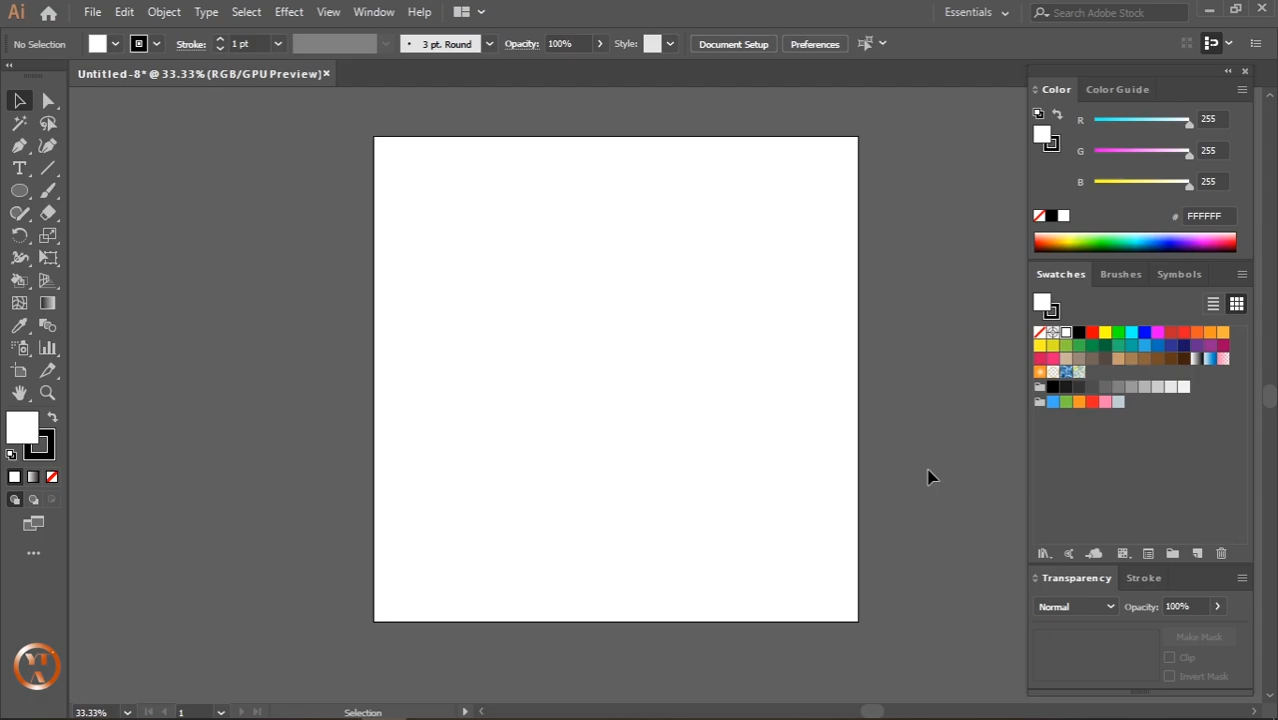 Ai File Edit Object Type Select Effect View Window Help Essentials Search Adobe Stock
No Selection Stroke: 1 pt 3 pt. Round Opacity: 100% Style: Document Setup Preferences
Untitled-8* @ 33.33% (RGB/GPU Preview)
Color Color Guide
R 255
G 255
B 255
# FFFFFF
Swatches Brushes Symbols
Transparency Stroke
Normal Opacity: 100%
Make Mask
Clip
Invert Mask
33.33% 1 Selection